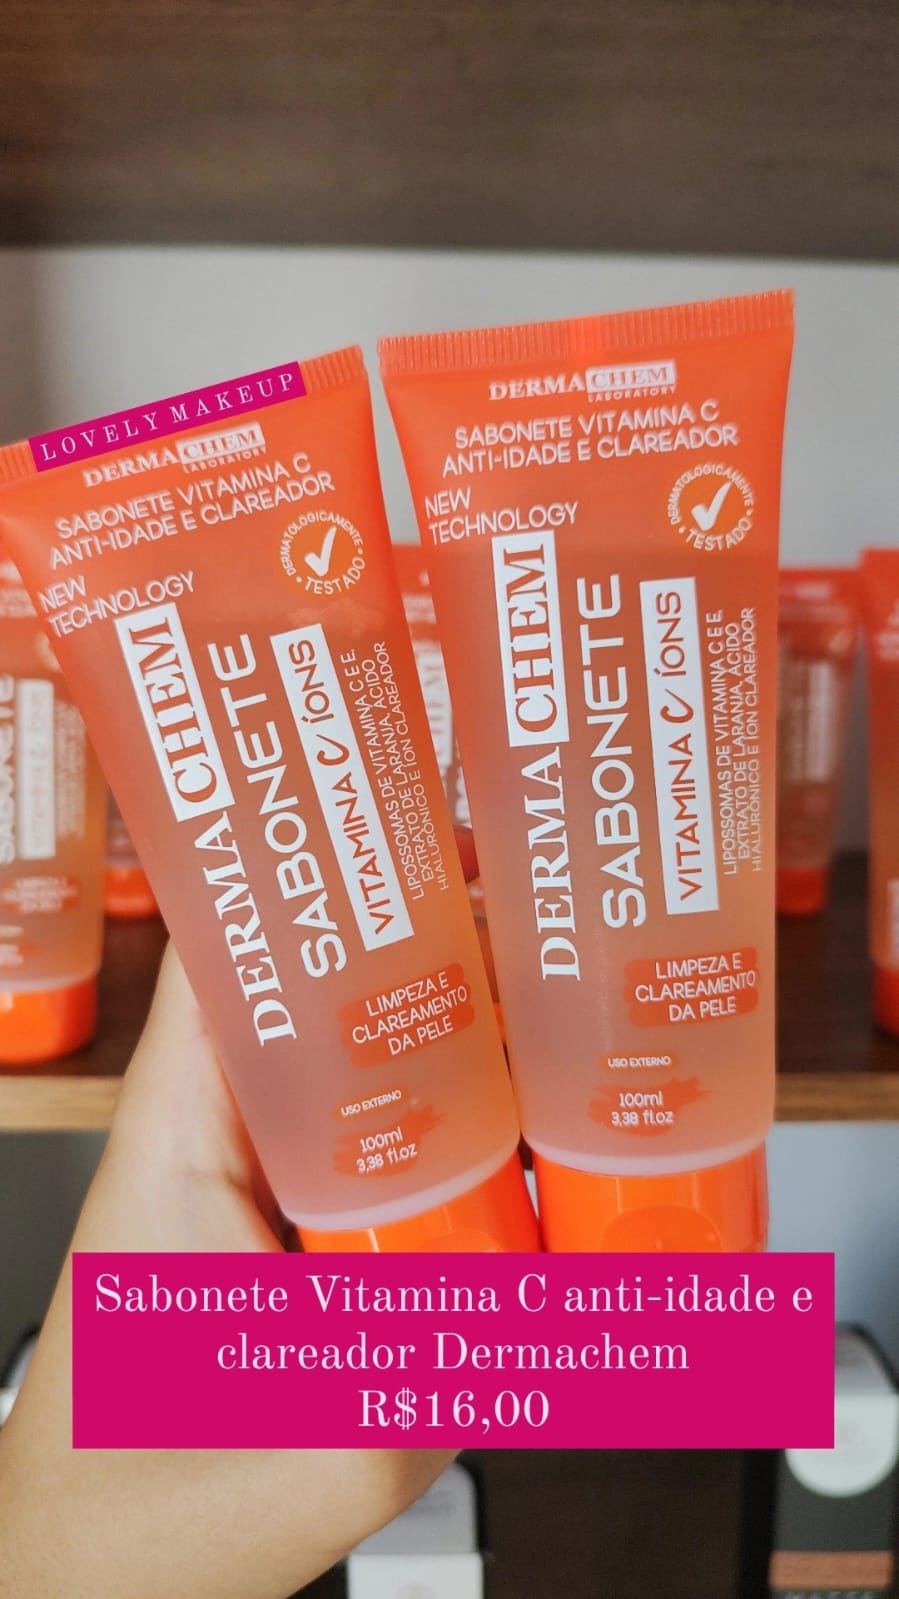 LOVELY MAKEUP
DERMACHEM
LABORATORY
SABONETE VITAMINA C
ANTI-IDADE E CLAREADOR
NEW
TECHNOLOGY
DERMATOLOGICAMENTE
TESTADO
DERMACHEM
SABONETE
VITAMINA C ÍONS
LIPOSSOMAS DE VITAMINA C E E.
EXTRATO DE LARANJA, ÁCIDO
HIALURÔNICO E ÍON CLAREADOR
LIMPEZA E
CLAREAMENTO
DA PELE
USO EXTERNO
100ml
3,38 fl.oz
DERMACHEM
LABORATORY
SABONETE VITAMINA C
ANTI-IDADE E CLAREADOR
NEW
TECHNOLOGY
DERMATOLOGICAMENTE
TESTADO
DERMACHEM
SABONETE
VITAMINA C ÍONS
LIPOSSOMAS DE VITAMINA C E E.
EXTRATO DE LARANJA, ÁCIDO
HIALURÔNICO E ÍON CLAREADOR
LIMPEZA E
CLAREAMENTO
DA PELE
USO EXTERNO
100ml
3,38 fl.oz
Sabonete Vitamina C anti-idade e
clareador Dermachem
R$16,00